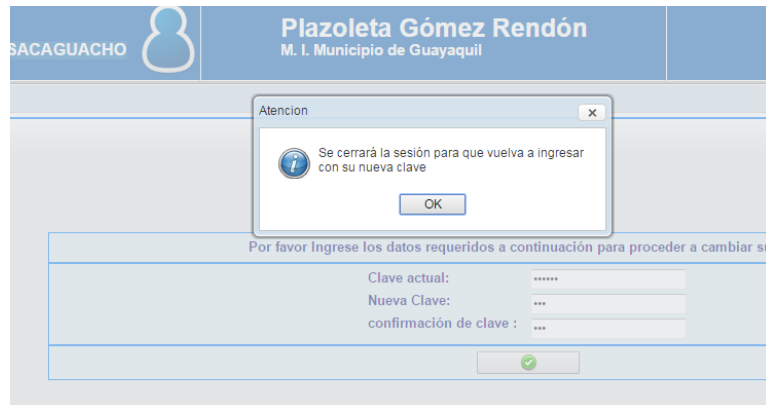 SACAGUACHO
Plazoleta Gómez Rendón
M. I. Municipio de Guayaquil
Atencion
x
Se cerrará la sesión para que vuelva a ingresar
con su nueva clave
OK
Por favor Ingrese los datos requeridos a continuación para proceder a cambiar su
Clave actual: ••••••
Nueva Clave: •••
confirmación de clave : •••